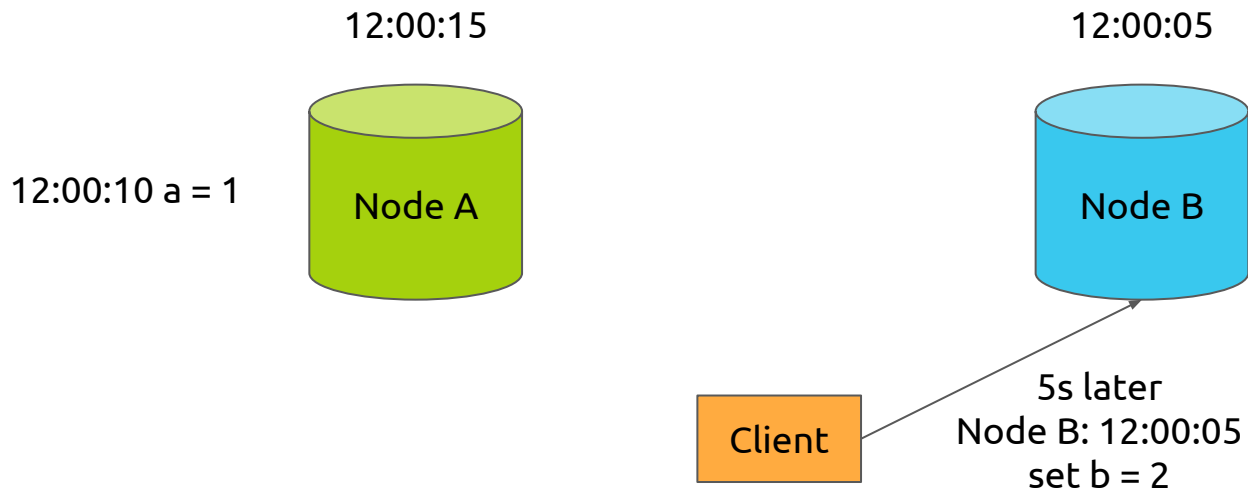 12:00:15
12:00:05
12:00:10 a = 1
Node A
Node B
Client
5s later
Node B: 12:00:05
set b = 2